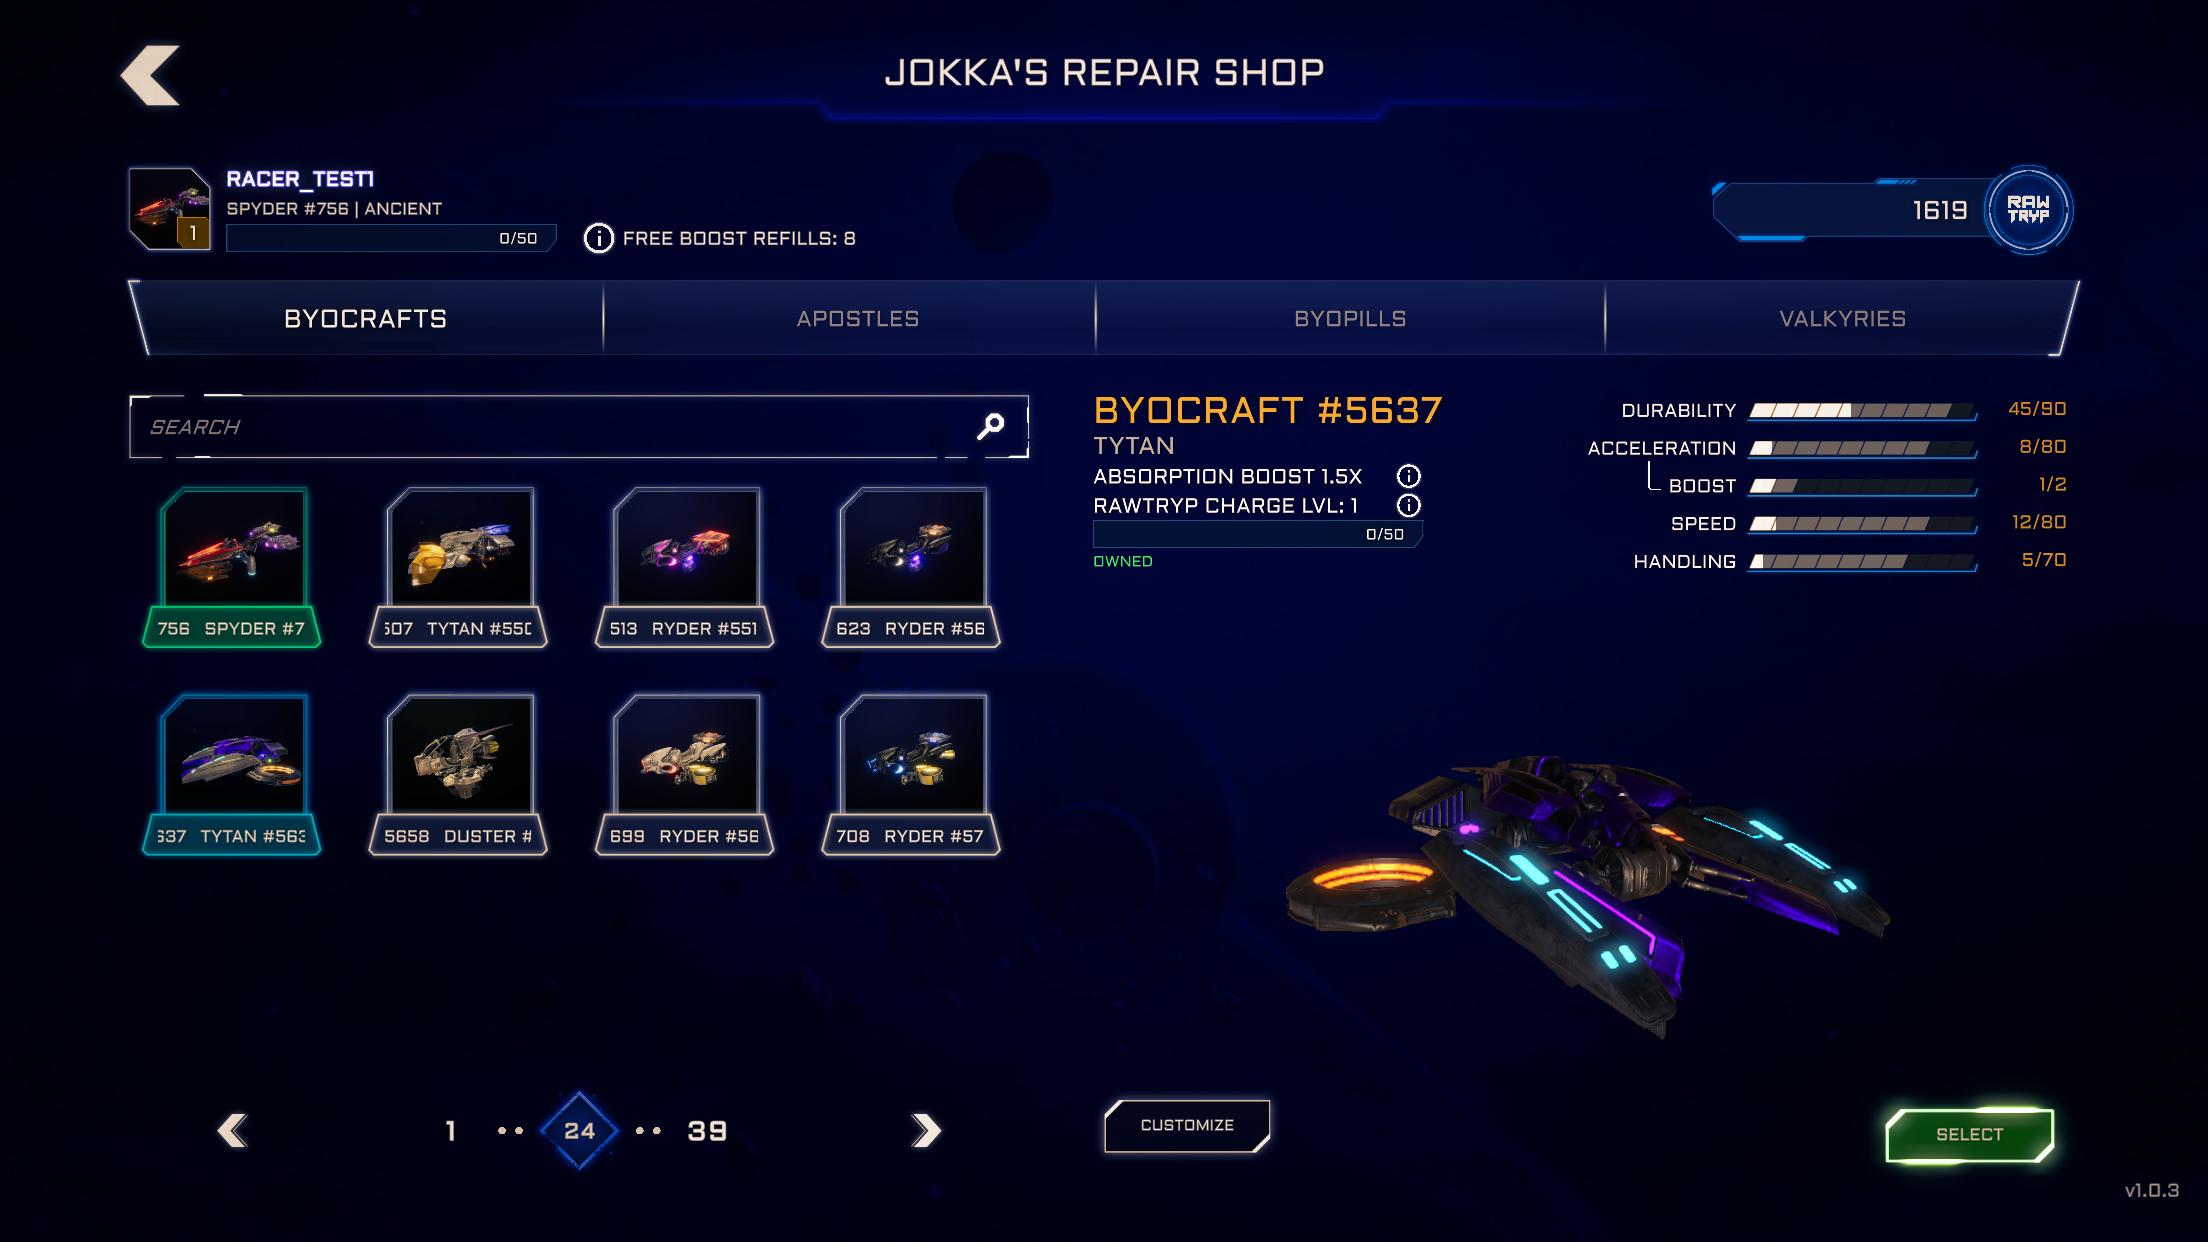 JOKKA'S REPAIR SHOP
RACER_TEST1
SPYDER #756 | ANCIENT
1
0/50
FREE BOOST REFILLS: 8
1619
RAW
TRYP
BYOCRAFTS
APOSTLES
BYOPILLS
VALKYRIES
SEARCH
756 SPYDER #7
507 TYTAN #550
513 RYDER #551
623 RYDER #56
637 TYTAN #563
5658 DUSTER #
699 RYDER #56
708 RYDER #57
1
24
39
BYOCRAFT #5637
TYTAN
ABSORPTION BOOST 1.5X
RAWTRYP CHARGE LVL: 1
0/50
OWNED
DURABILITY 45/90
ACCELERATION 8/80
BOOST 1/2
SPEED 12/80
HANDLING 5/70
CUSTOMIZE
SELECT
v1.0.3